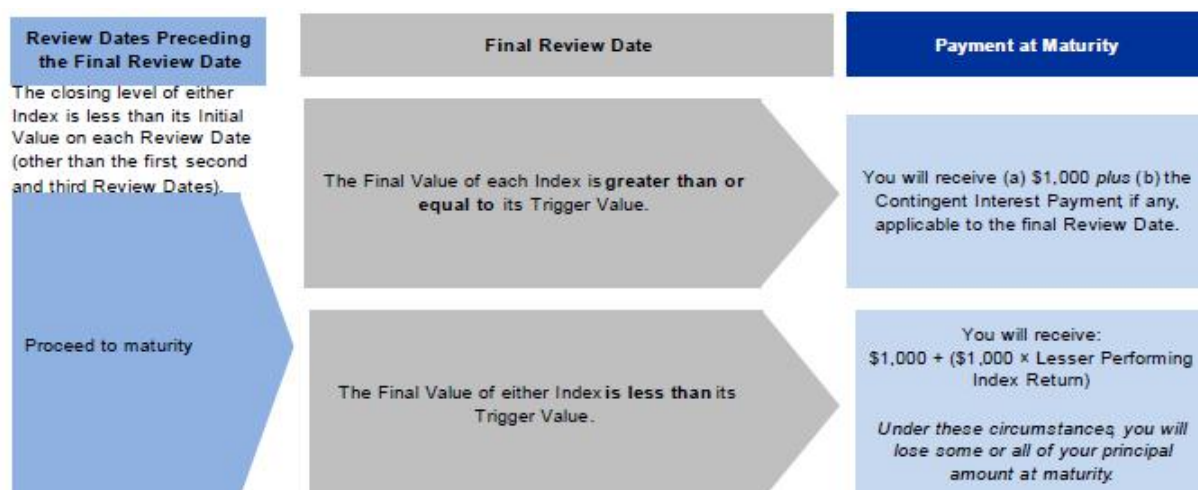 Review Dates Preceding
the Final Review Date
The closing level of either
Index is less than its Initial
Value on each Review Date
(other than the first, second
and third Review Dates).
Proceed to maturity
Final Review Date
The Final Value of each Index is greater than or
equal to its Trigger Value.
The Final Value of either Index is less than its
Trigger Value.
Payment at Maturity
You will receive (a) $1,000 plus (b) the
Contingent Interest Payment, if any,
applicable to the final Review Date.
You will receive:
$1,000 + ($1,000 × Lesser Performing
Index Return)
Under these circumstances, you will
lose some or all of your principal
amount at maturity.